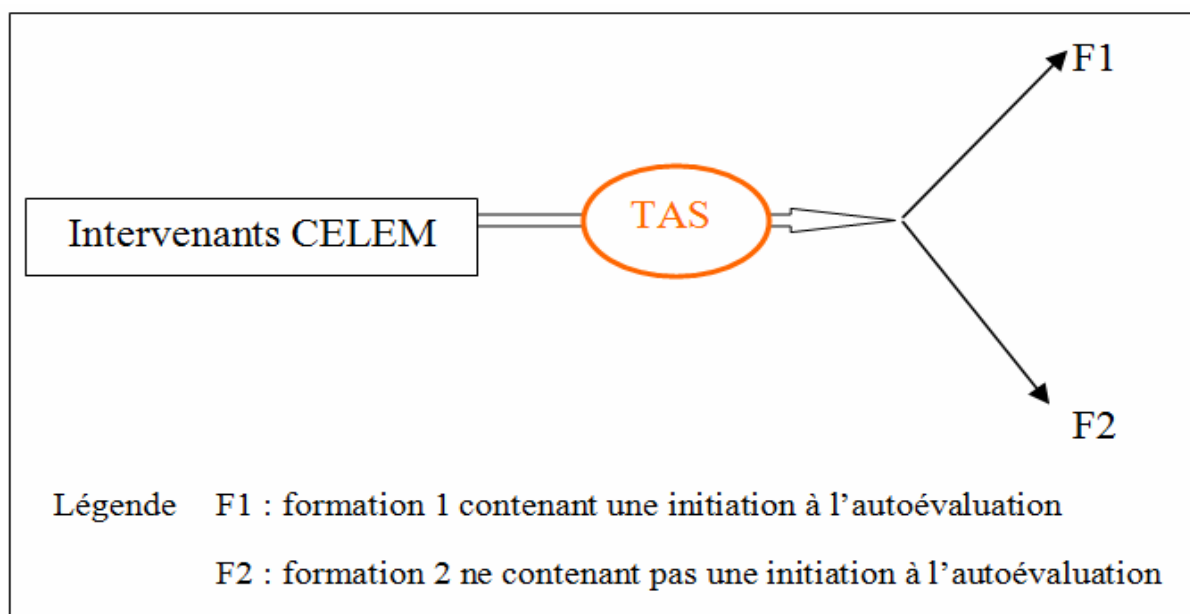 F1
TAS
Intervenants CELEM
F2
Légende F1 : formation 1 contenant une initiation à l’autoévaluation
F2 : formation 2 ne contenant pas une initiation à l’autoévaluation